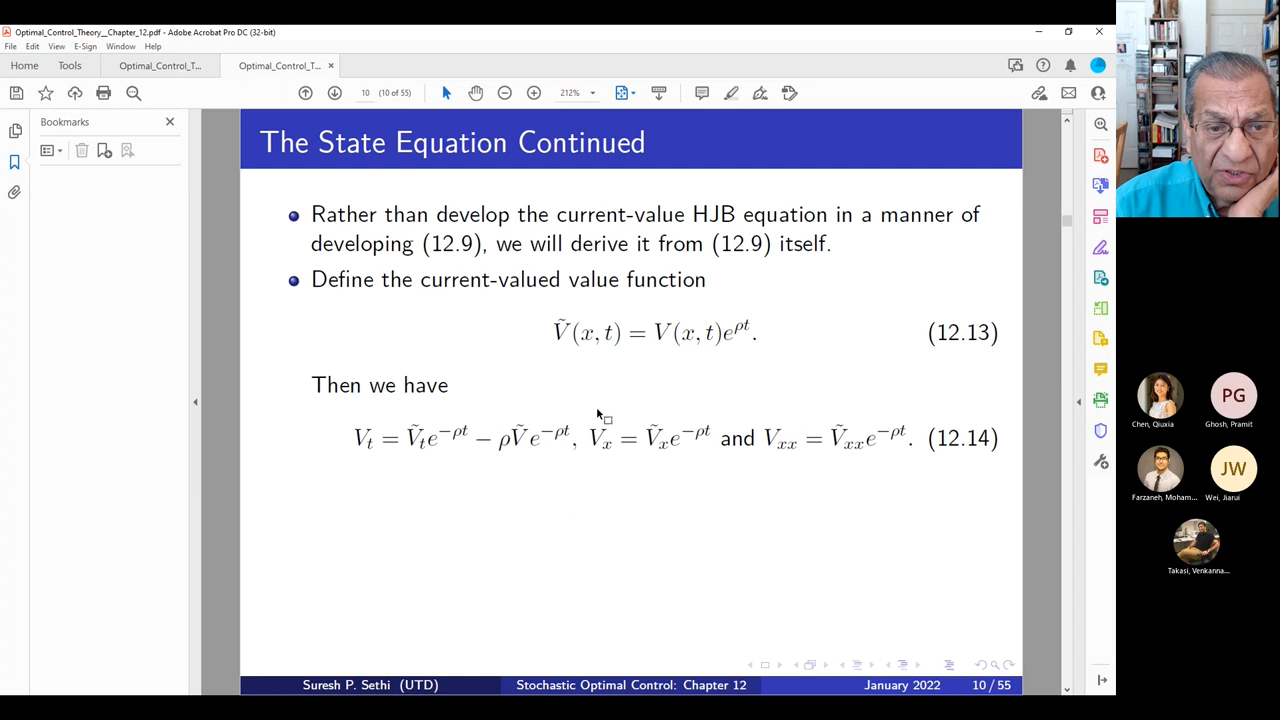 Optimal_Control_Theory__Chapter_12.pdf - Adobe Acrobat Pro DC (32-bit)
File Edit View E-Sign Window Help
Home Tools Optimal_Control_T... Optimal_Control_T... ×
10 (10 of 55) 212%
Bookmarks
The State Equation Continued
Rather than develop the current-value HJB equation in a manner of
developing (12.9), we will derive it from (12.9) itself.
Define the current-valued value function
Ṽ(x, t) = V(x, t)e^{ρt}. (12.13)
Then we have
V_t = Ṽ_t e^{−ρt} − ρṼe^{−ρt}, V_x = Ṽ_x e^{−ρt} and V_{xx} = Ṽ_{xx} e^{−ρt}. (12.14)
Suresh P. Sethi (UTD) Stochastic Optimal Control: Chapter 12 January 2022 10 / 55
PG
Chen, Qiuxia Ghosh, Pramit
JW
Farzaneh, Moham... Wei, Jiarui
Takasi, Venkanna...